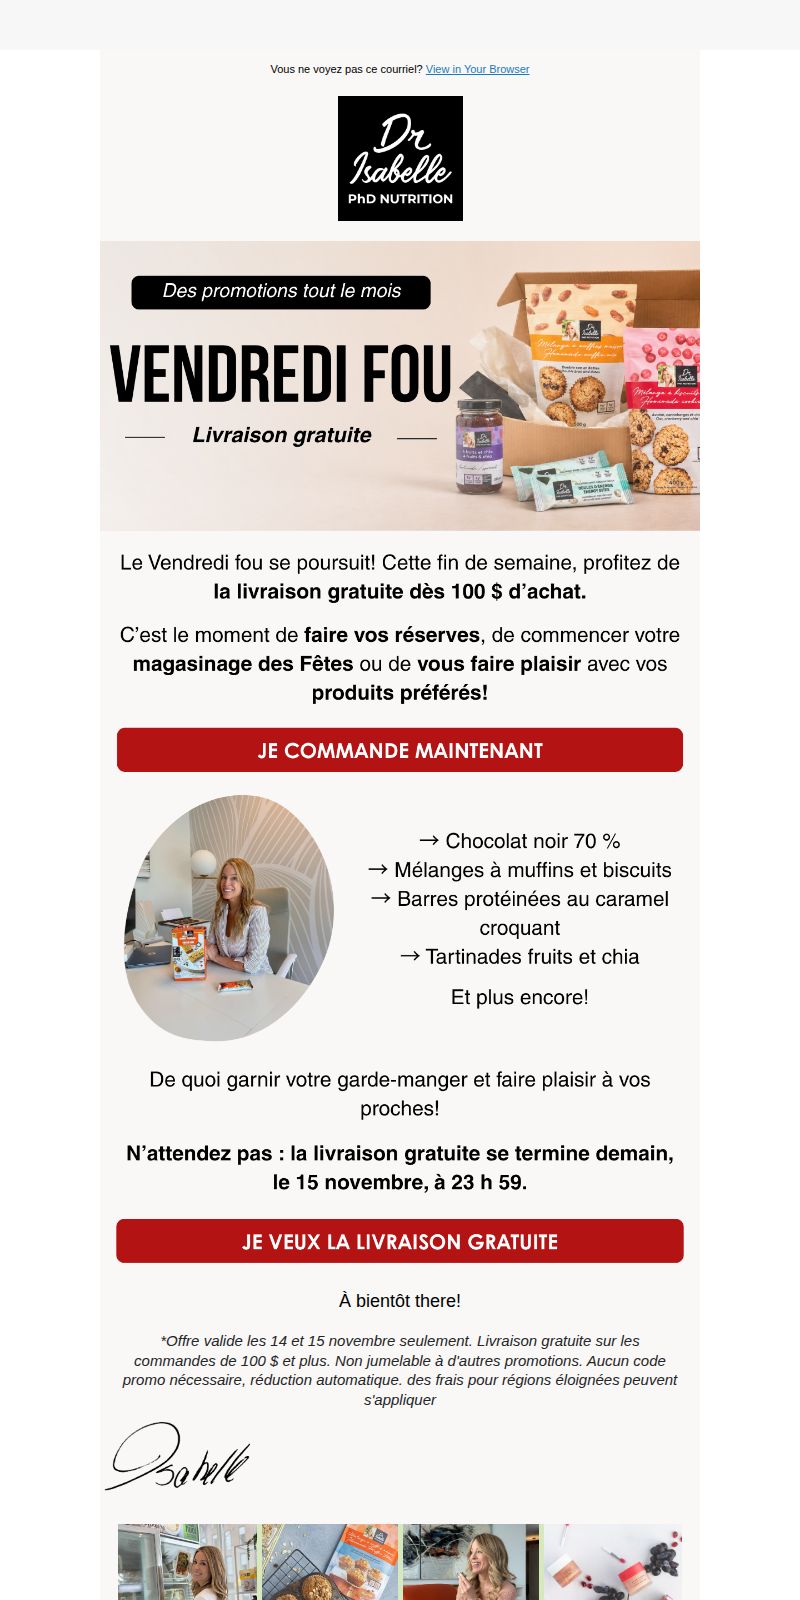 Vous ne voyez pas ce courriel? View in Your Browser
Dr
Isabelle
PhD NUTRITION
Des promotions tout le mois
VENDREDI FOU
Livraison gratuite
Le Vendredi fou se poursuit! Cette fin de semaine, profitez de
la livraison gratuite dès 100 $ d’achat.
C’est le moment de faire vos réserves, de commencer votre
magasinage des Fêtes ou de vous faire plaisir avec vos
produits préférés!
JE COMMANDE MAINTENANT
→ Chocolat noir 70 %
→ Mélanges à muffins et biscuits
→ Barres protéinées au caramel
croquant
→ Tartinades fruits et chia
Et plus encore!
De quoi garnir votre garde-manger et faire plaisir à vos
proches!
N’attendez pas : la livraison gratuite se termine demain,
le 15 novembre, à 23 h 59.
JE VEUX LA LIVRAISON GRATUITE
À bientôt there!
*Offre valide les 14 et 15 novembre seulement. Livraison gratuite sur les
commandes de 100 $ et plus. Non jumelable à d'autres promotions. Aucun code
promo nécessaire, réduction automatique. des frais pour régions éloignées peuvent
s'appliquer
Isabelle